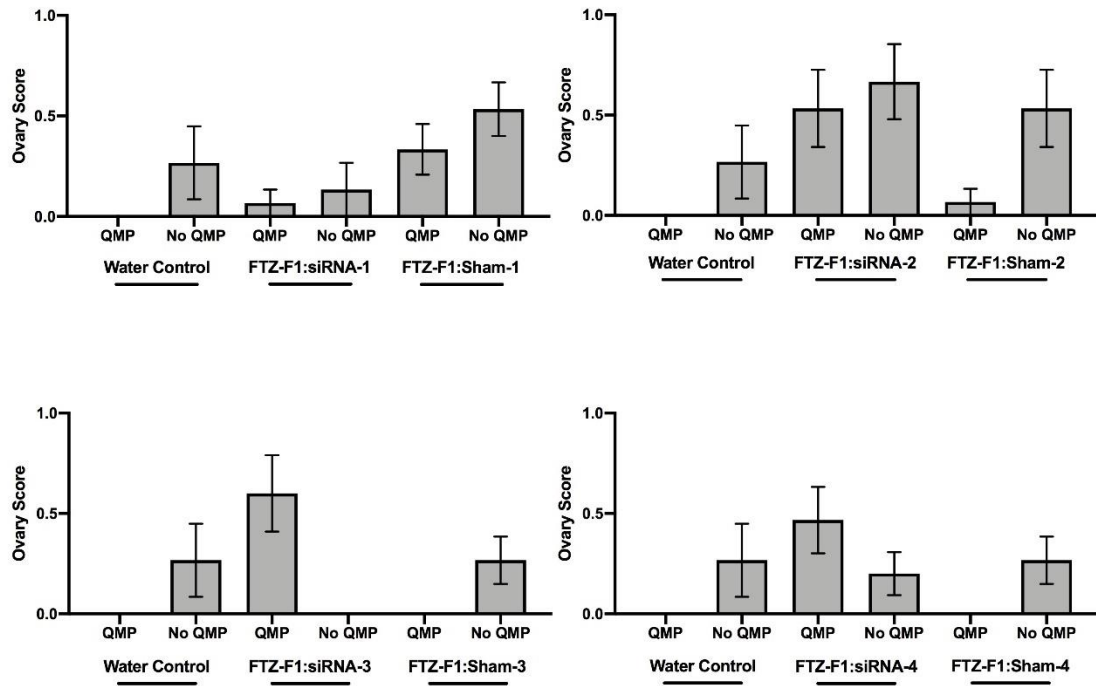 1.0
0.5
0.0
Ovary Score
QMP No QMP QMP No QMP QMP No QMP
Water Control FTZ-F1:siRNA-1 FTZ-F1:Sham-1
1.0
0.5
0.0
Ovary Score
QMP No QMP QMP No QMP QMP No QMP
Water Control FTZ-F1:siRNA-2 FTZ-F1:Sham-2
1.0
0.5
0.0
Ovary Score
QMP No QMP QMP No QMP QMP No QMP
Water Control FTZ-F1:siRNA-3 FTZ-F1:Sham-3
1.0
0.5
0.0
Ovary Score
QMP No QMP QMP No QMP QMP No QMP
Water Control FTZ-F1:siRNA-4 FTZ-F1:Sham-4